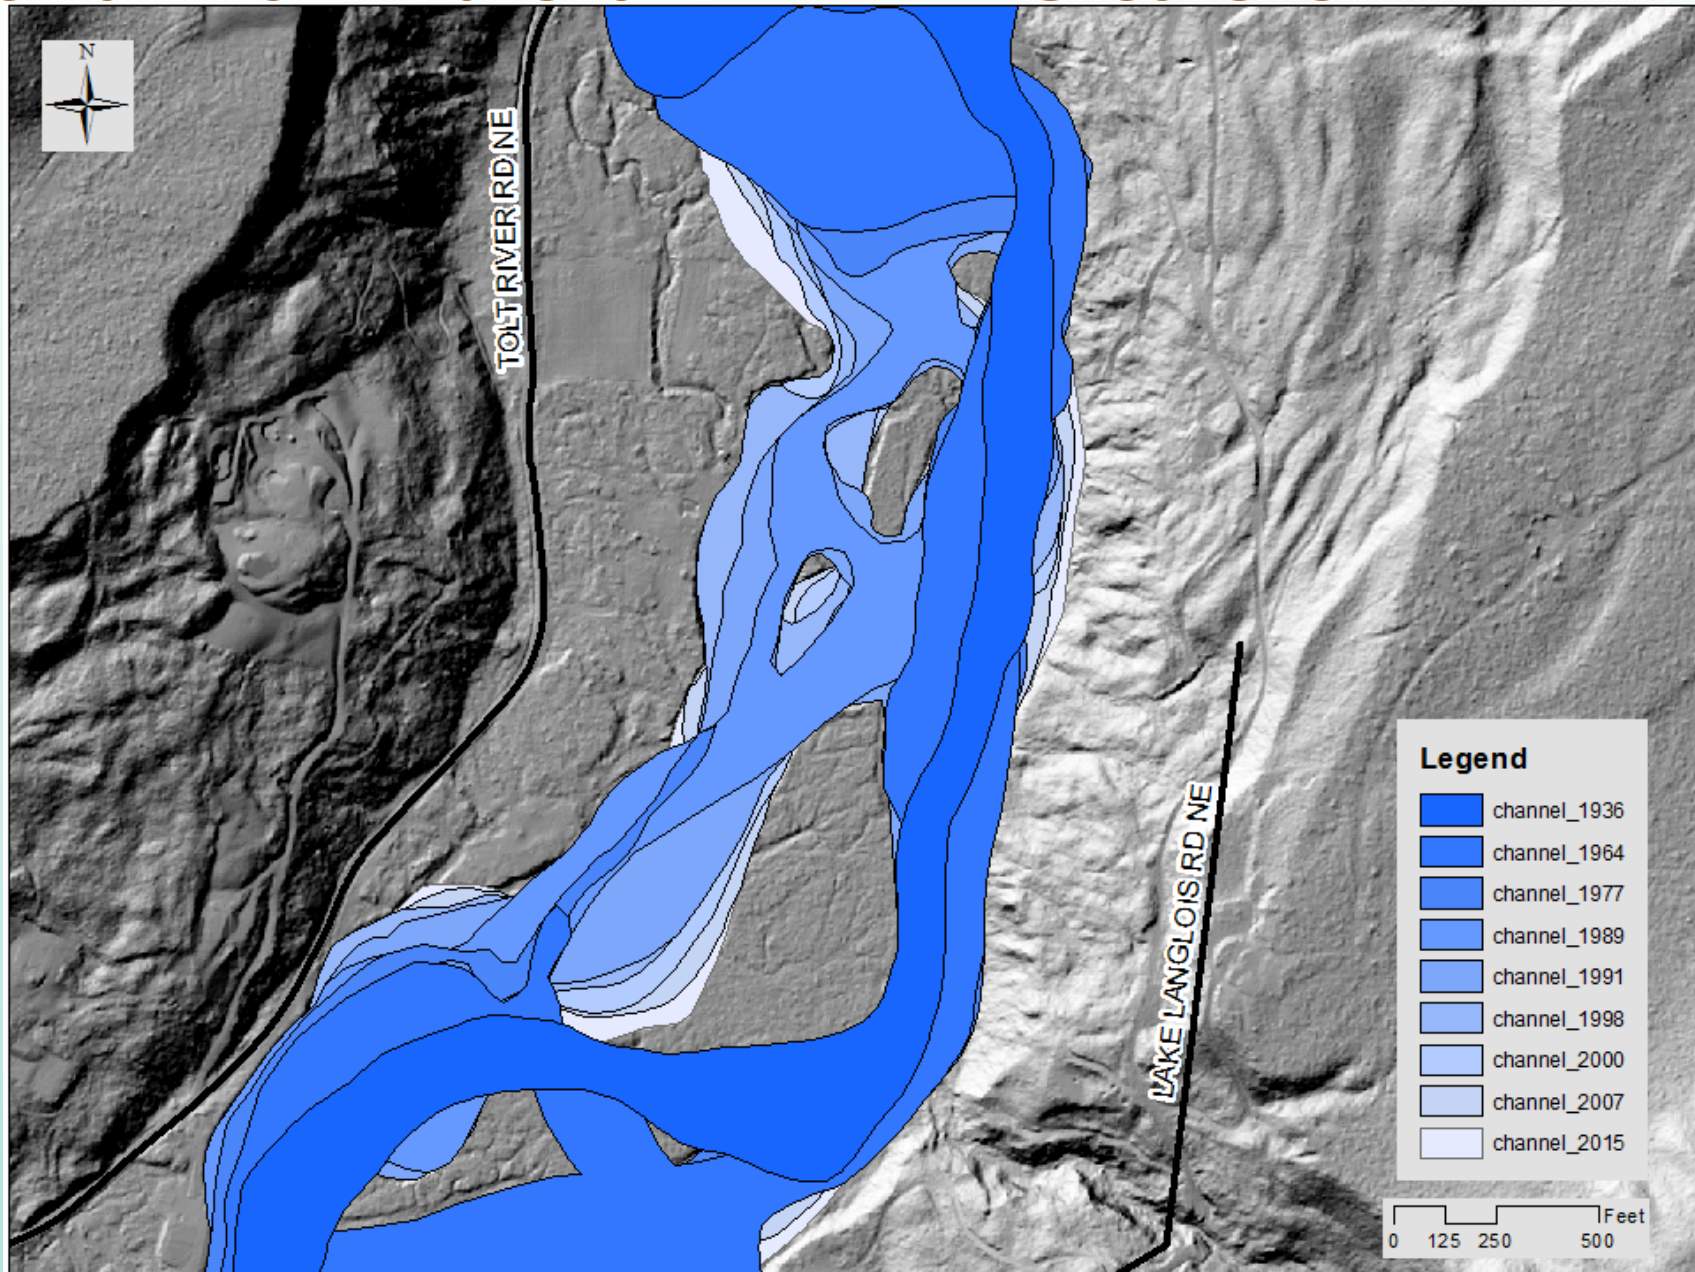 N
TOLT RIVER RD NE
LAKE LANGLOIS RD NE
Legend
channel_1936
channel_1964
channel_1977
channel_1989
channel_1991
channel_1998
channel_2000
channel_2007
channel_2015
Feet
0 125 250 500